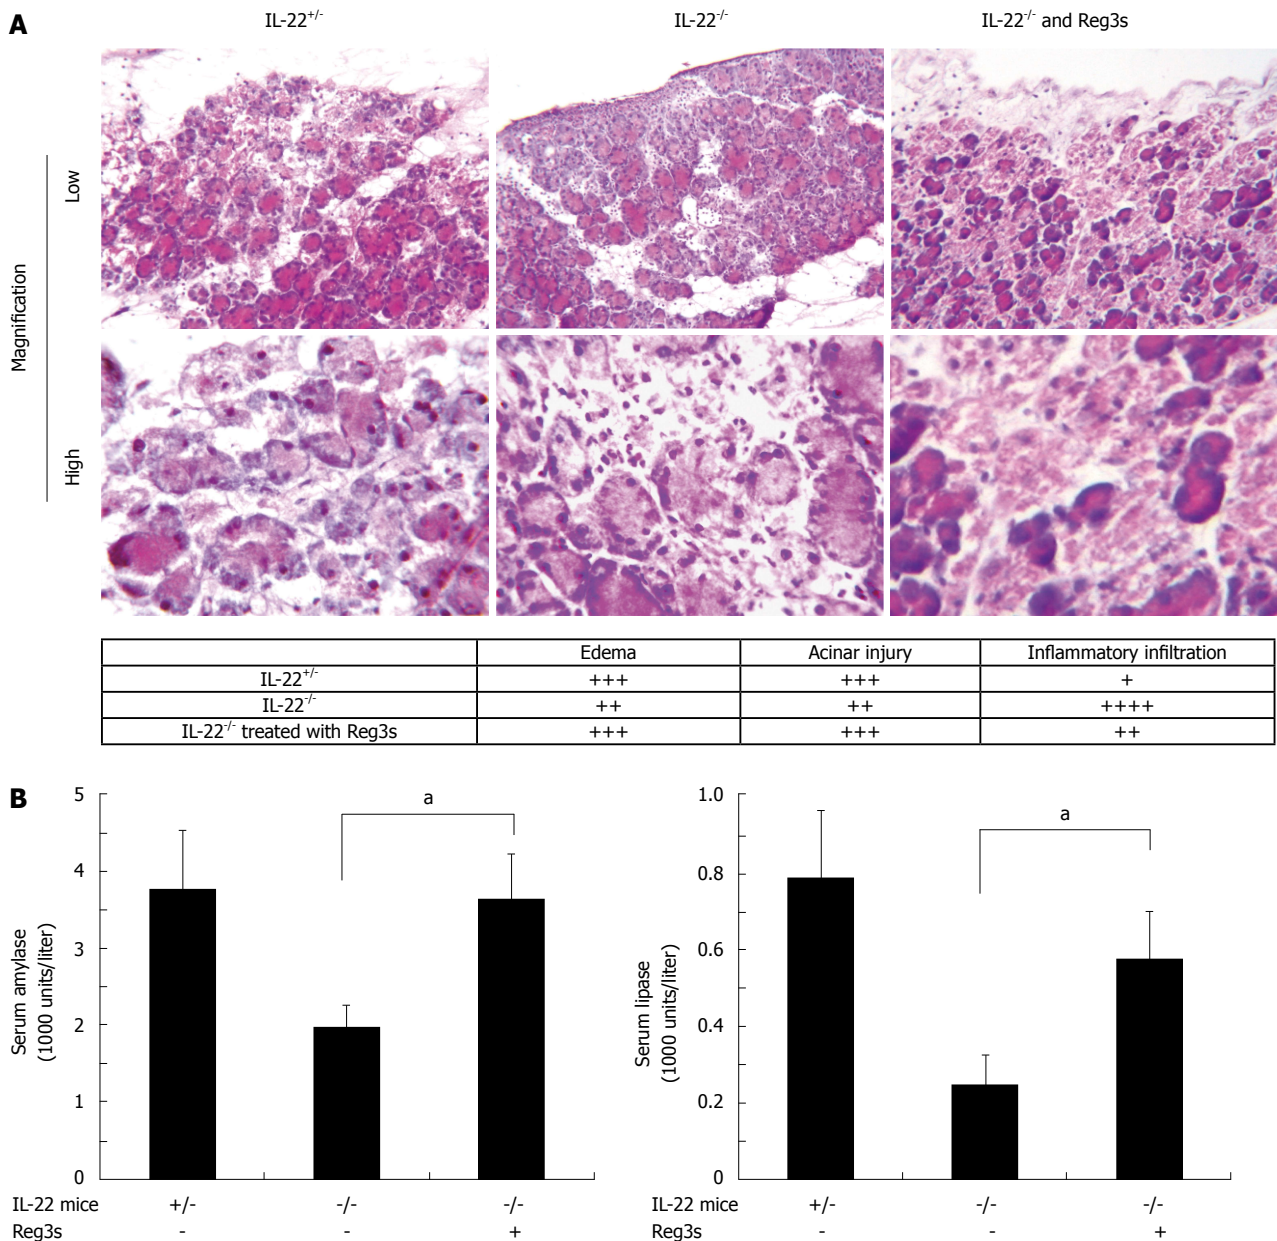 A
IL-22+/-
IL-22-/-
IL-22-/- and Reg3s
Magnification
Low
High
Edema Acinar injury Inflammatory infiltration
IL-22+/- +++ +++ +
IL-22-/- ++ ++ ++++
IL-22-/- treated with Reg3s +++ +++ ++
B
Serum amylase
(1000 units/liter)
5
4
3
2
1
0
a
IL-22 mice +/- -/- -/-
Reg3s - - +
Serum lipase
(1000 units/liter)
1.0
0.8
0.6
0.4
0.2
0
a
IL-22 mice +/- -/- -/-
Reg3s - - +